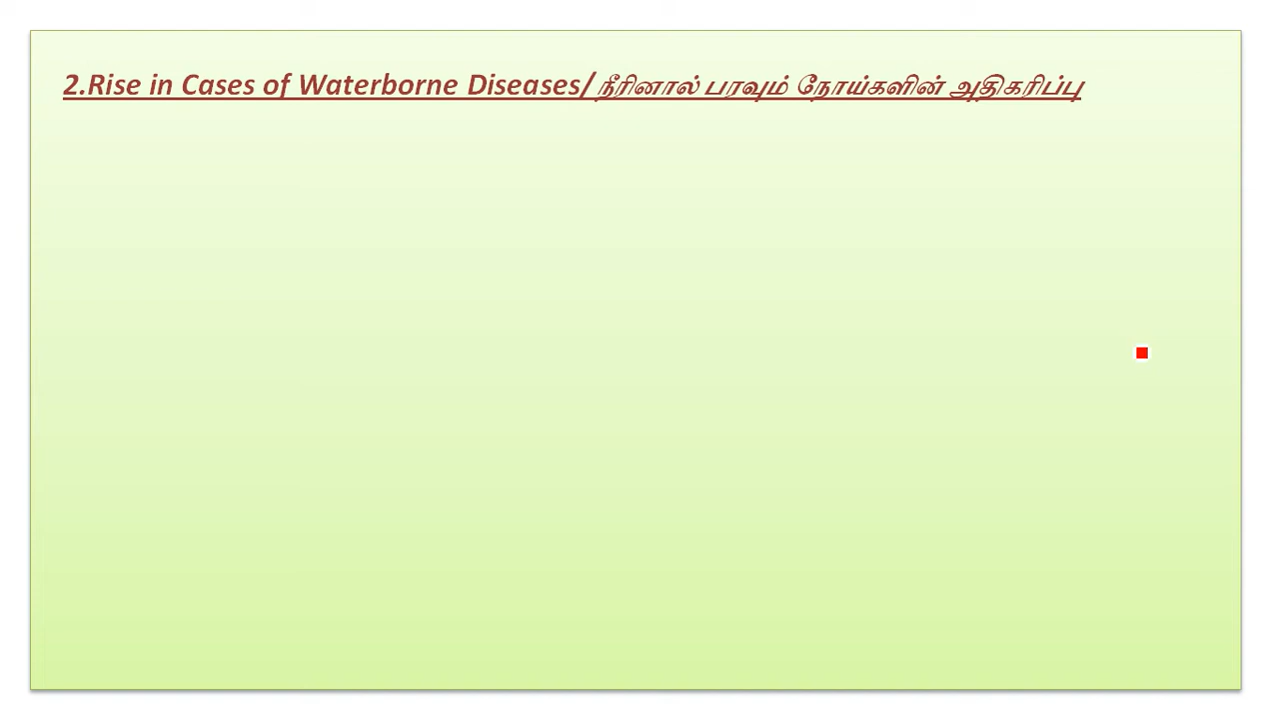 2.Rise in Cases of Waterborne Diseases/ நீரினால் பரவும் நோய்களின் அதிகரிப்பு